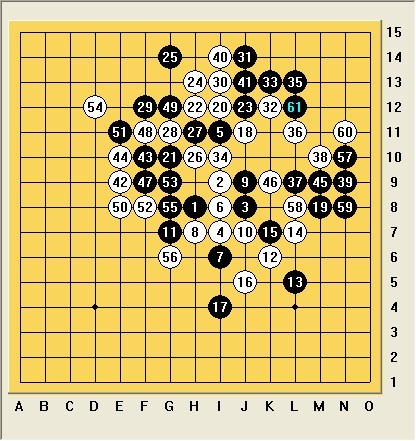 15
25 40 31 14
24 30 41 33 35 13
54 29 49 22 20 23 32 61 12
51 48 28 27 5 18 36 60 11
44 43 21 26 34 38 57 10
42 47 53 2 9 46 37 45 39 9
50 52 55 1 6 3 58 19 59 8
11 8 4 10 15 14 7
56 7 12 6
16 13 5
17 4
3
2
1
A B C D E F G H I J K L M N O